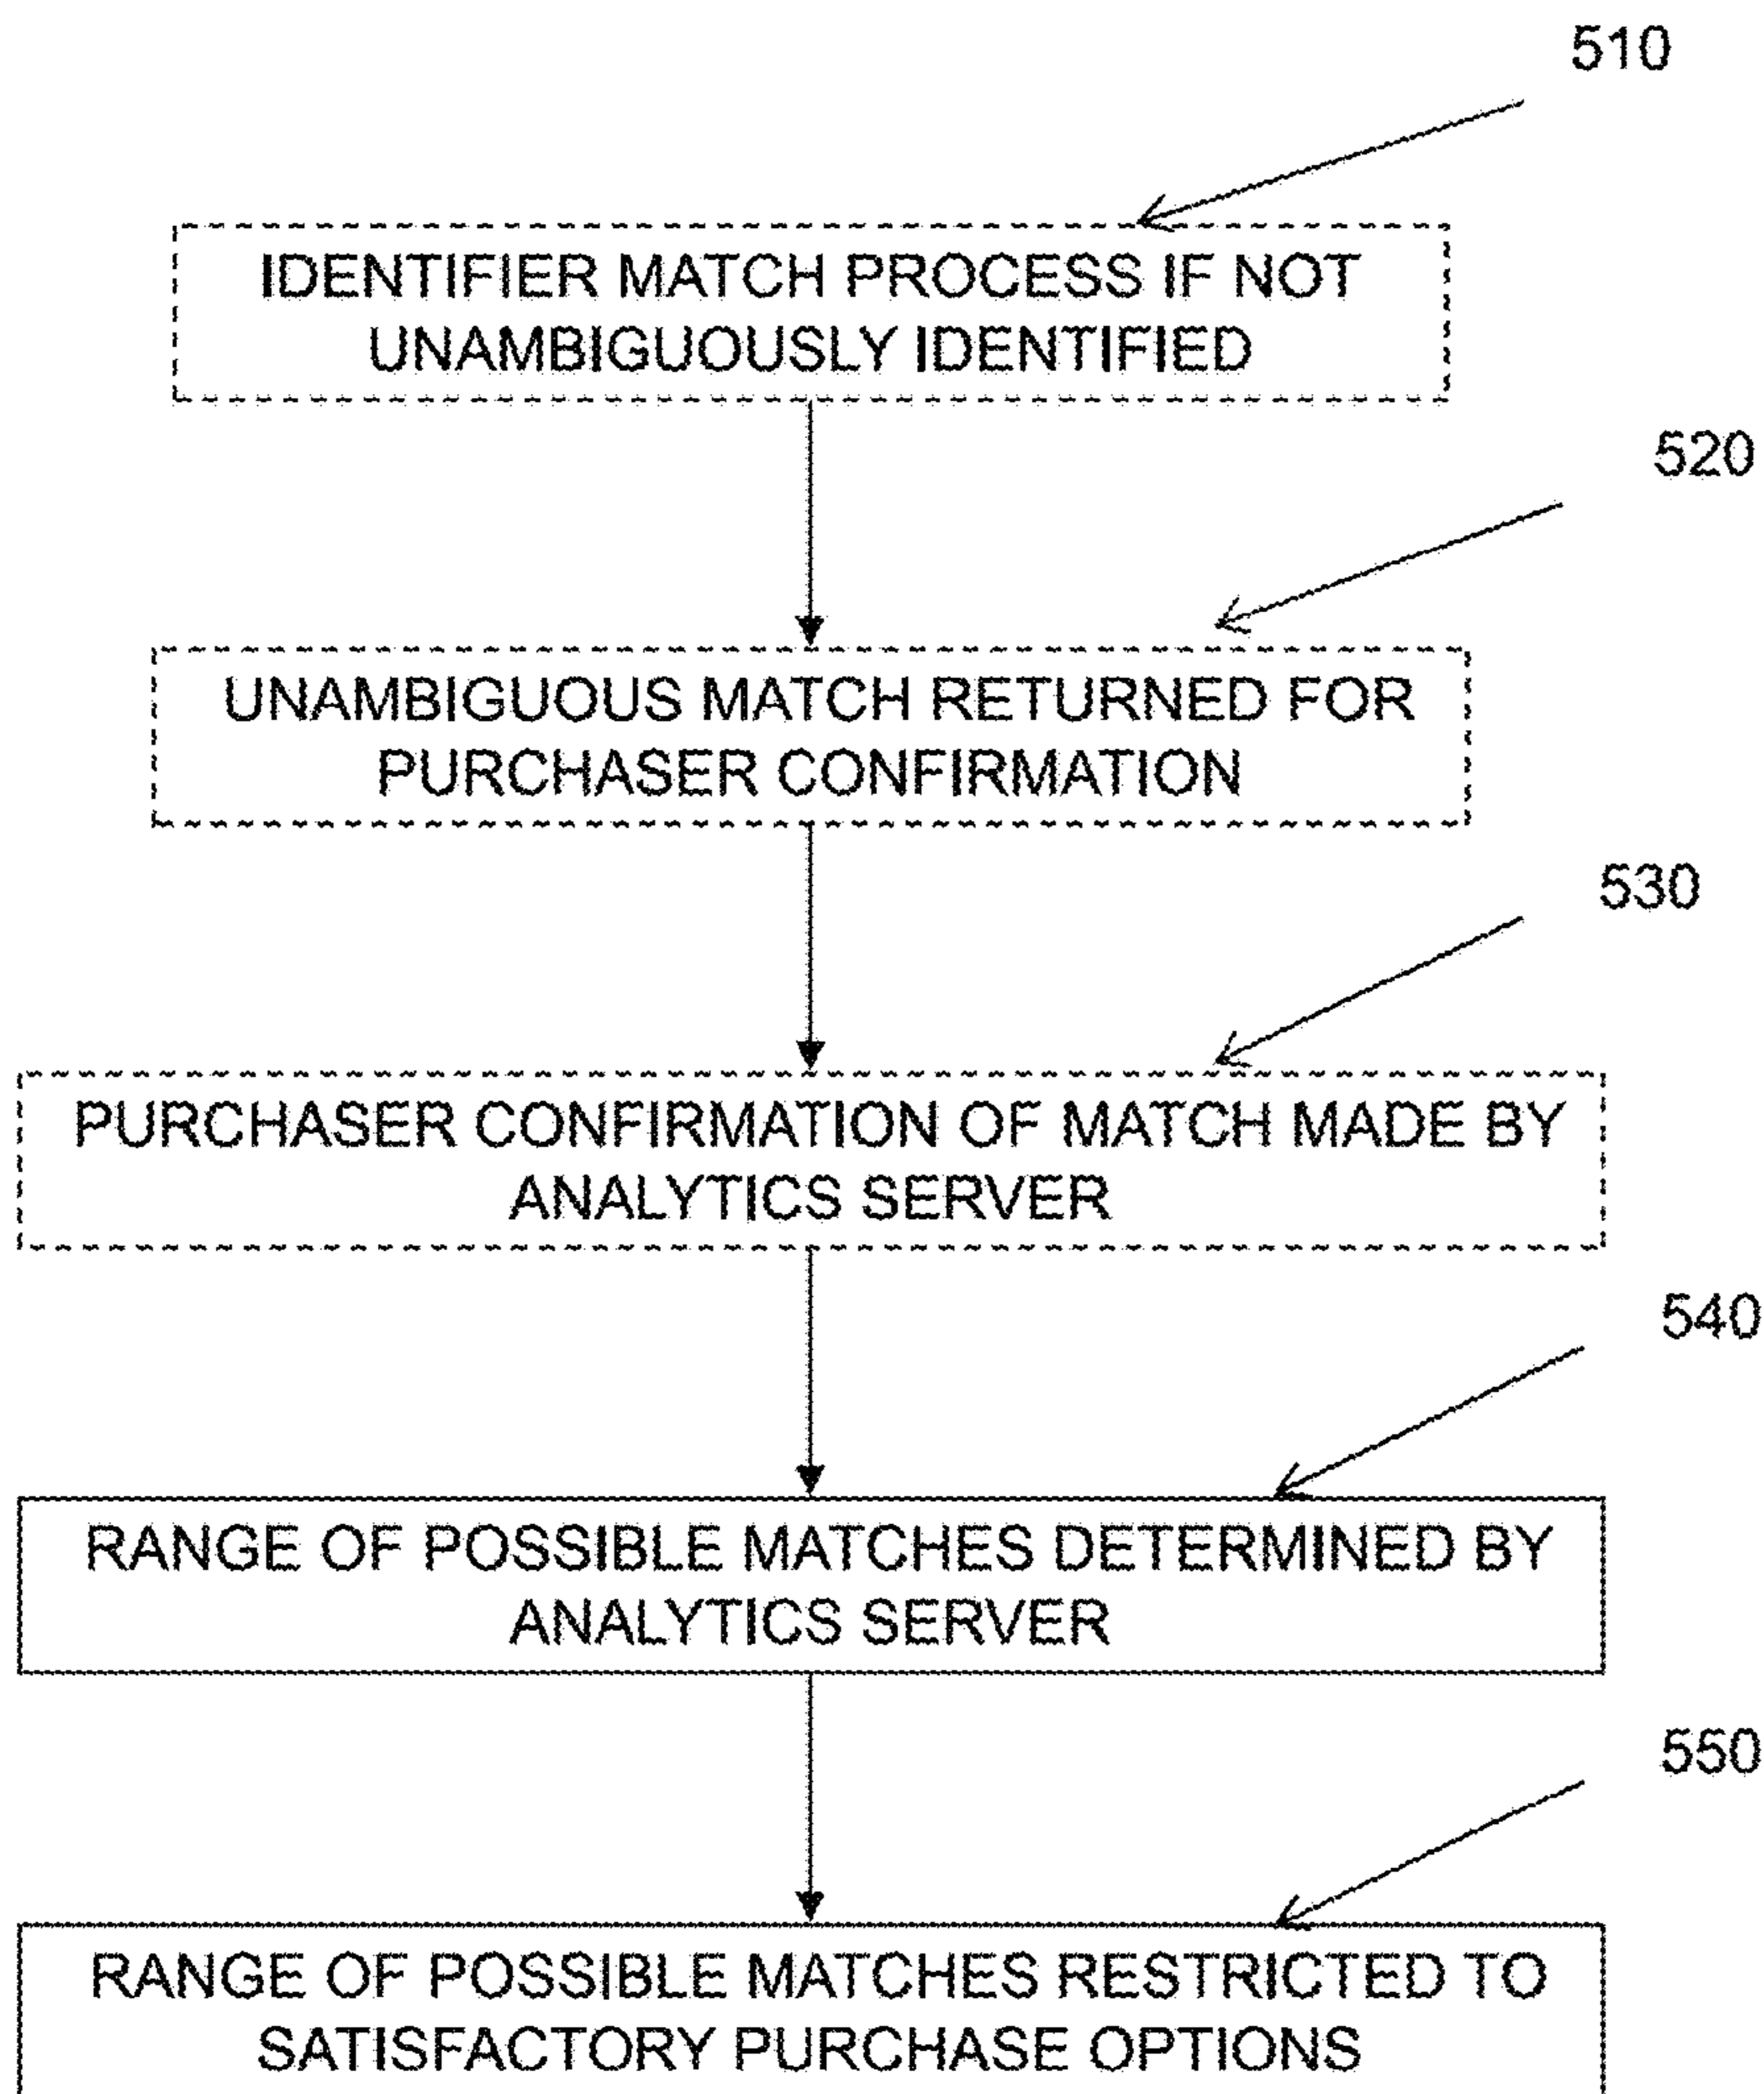 510
IDENTIFIER MATCH PROCESS IF NOT
UNAMBIGUOUSLY IDENTIFIED
520
UNAMBIGUOUS MATCH RETURNED FOR
PURCHASER CONFIRMATION
530
PURCHASER CONFIRMATION OF MATCH MADE BY
ANALYTICS SERVER
540
RANGE OF POSSIBLE MATCHES DETERMINED BY
ANALYTICS SERVER
550
RANGE OF POSSIBLE MATCHES RESTRICTED TO
SATISFACTORY PURCHASE OPTIONS